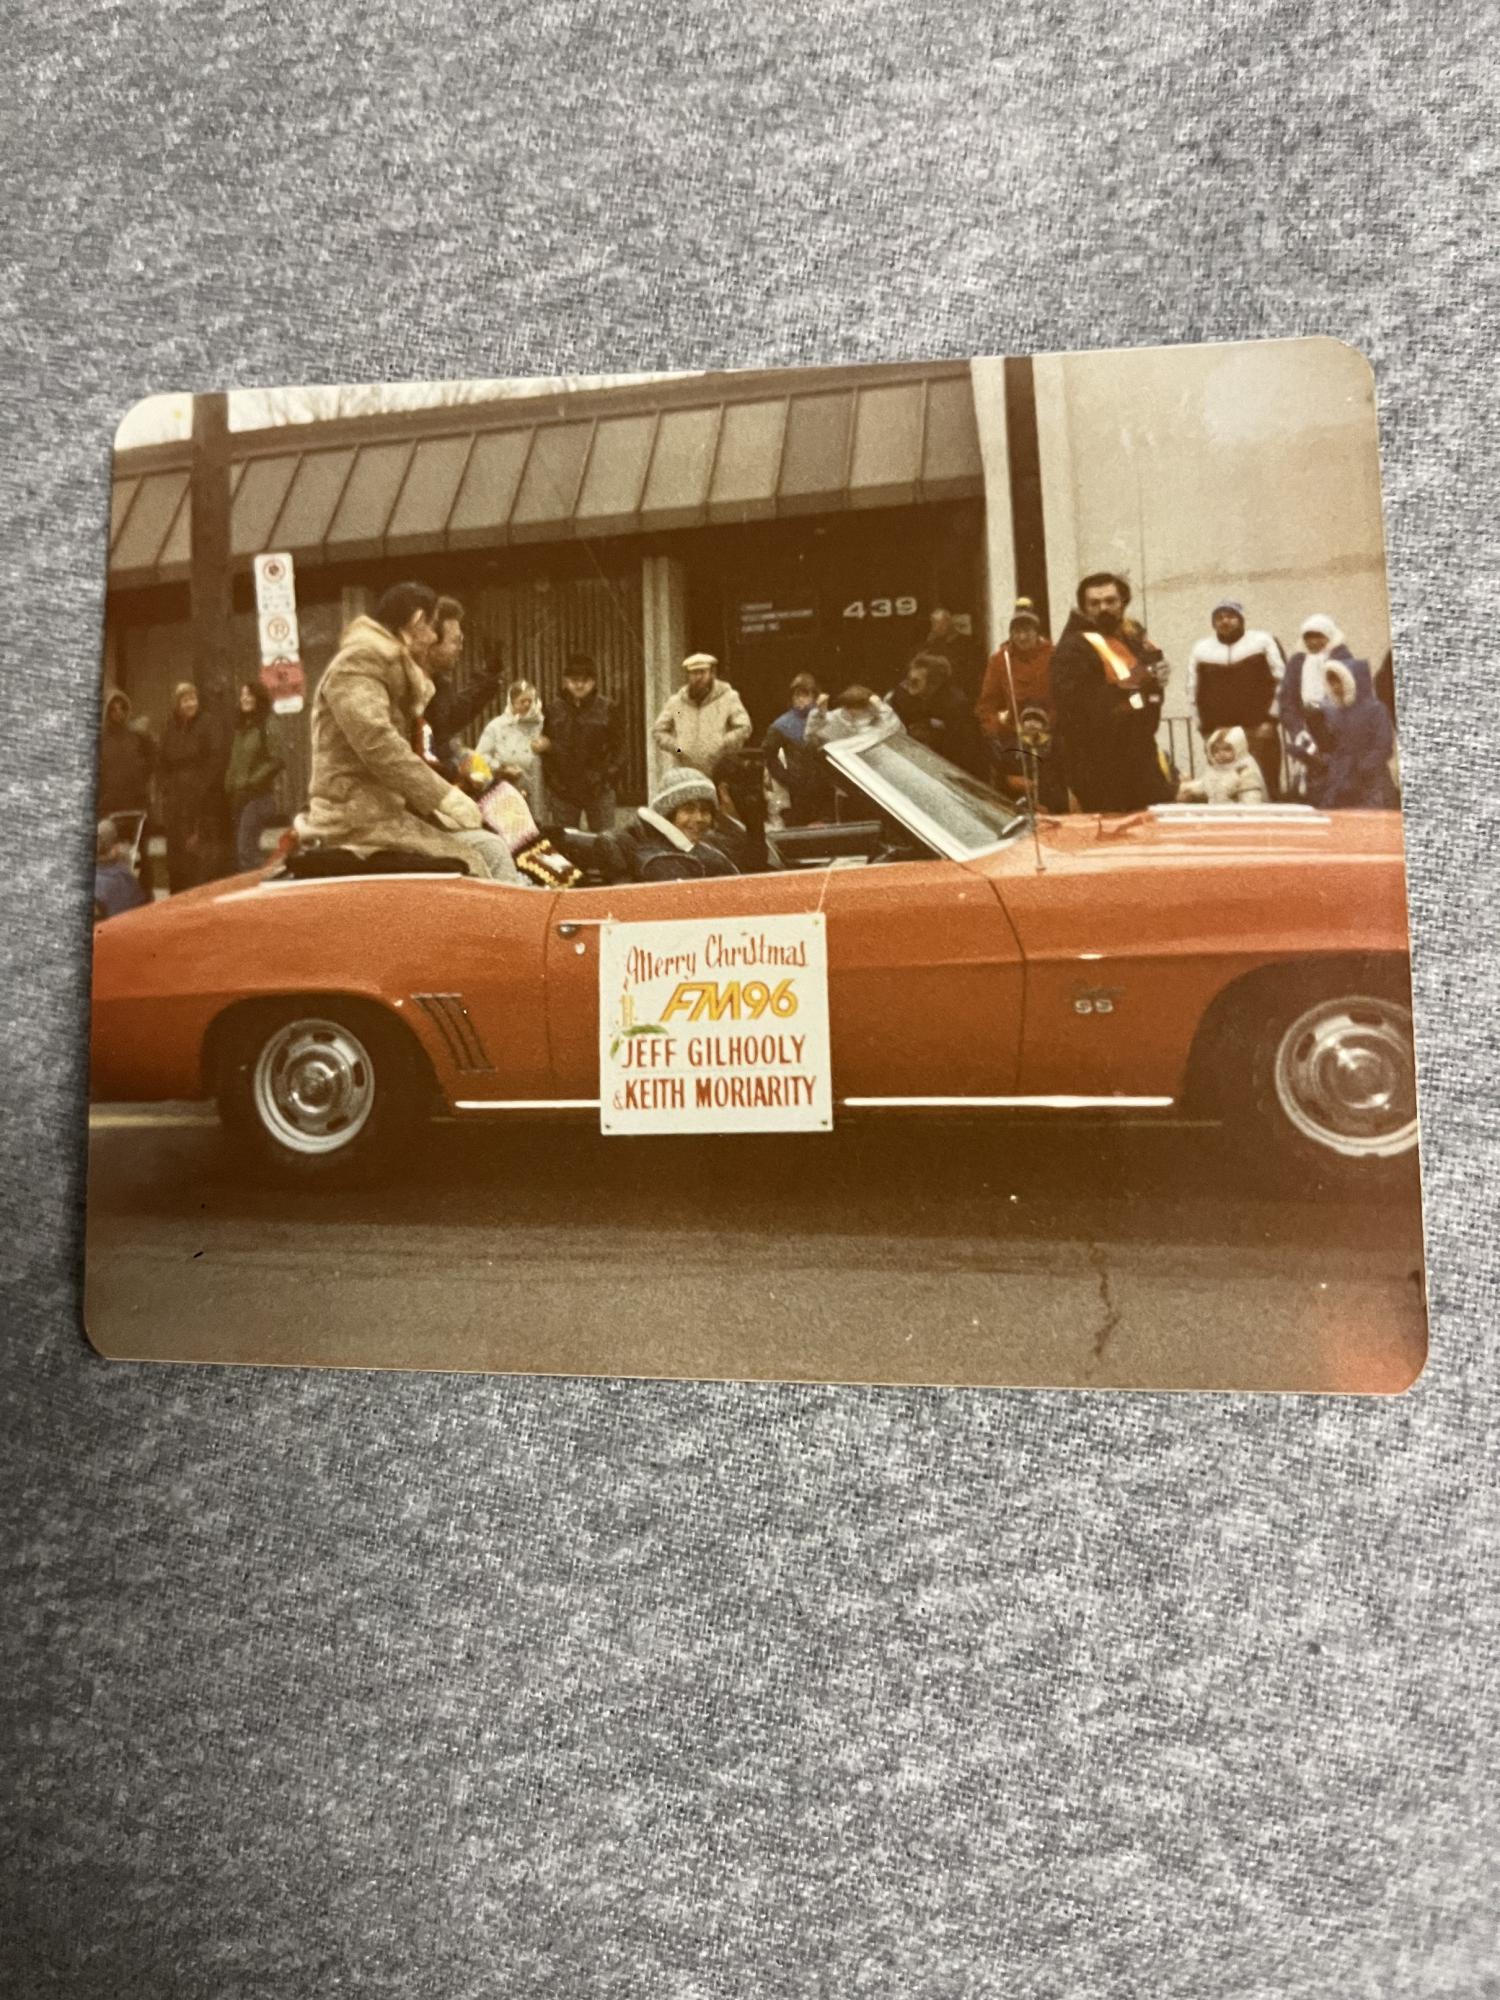 439
Merry Christmas
FM96
JEFF GILHOOLY
& KEITH MORIARITY
SS